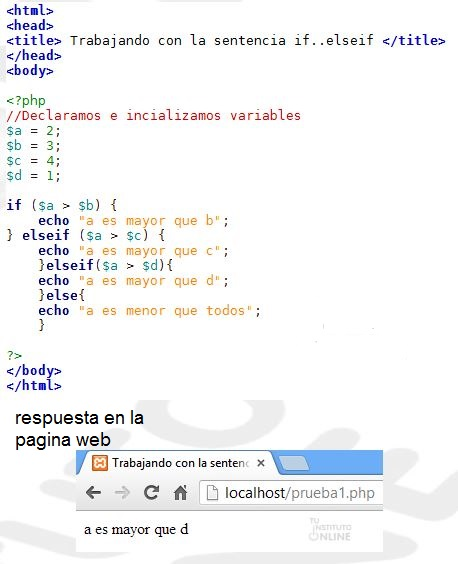 <html>
<head>
<title> Trabajando con la sentencia if..elseif </title>
</head>
<body>
<?php
//Declaramos e incializamos variables
$a = 2;
$b = 3;
$c = 4;
$d = 1;
if ($a > $b) {
    echo "a es mayor que b";
} elseif ($a > $c) {
    echo "a es mayor que c";
    }elseif($a > $d){
    echo "a es mayor que d";
    }else{
    echo "a es menor que todos";
    }
?>
</body>
</html>
respuesta en la
pagina web
Trabajando con la sentenc ×
localhost/prueba1.php
a es mayor que d
TU
INSTITUTO
ONLINE